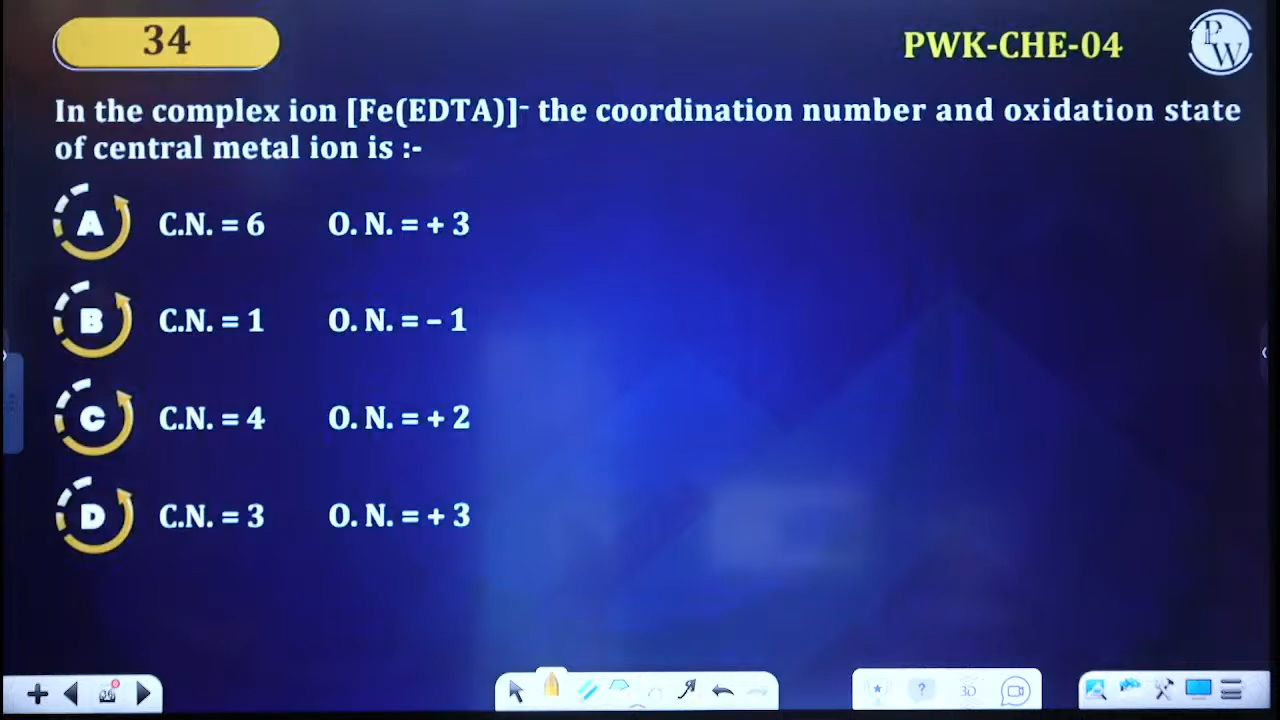 34
PWK-CHE-04
P
W
In the complex ion [Fe(EDTA)]⁻ the coordination number and oxidation state
of central metal ion is :-
A C.N. = 6 O. N. = + 3
B C.N. = 1 O. N. = – 1
C C.N. = 4 O. N. = + 2
D C.N. = 3 O. N. = + 3
? 3D